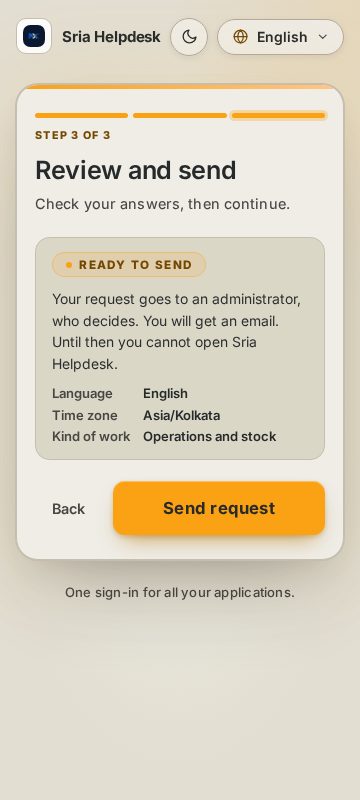 Sria Helpdesk
English
STEP 3 OF 3
Review and send
Check your answers, then continue.
READY TO SEND
Your request goes to an administrator,
who decides. You will get an email.
Until then you cannot open Sria
Helpdesk.
Language English
Time zone Asia/Kolkata
Kind of work Operations and stock
Back
Send request
One sign-in for all your applications.